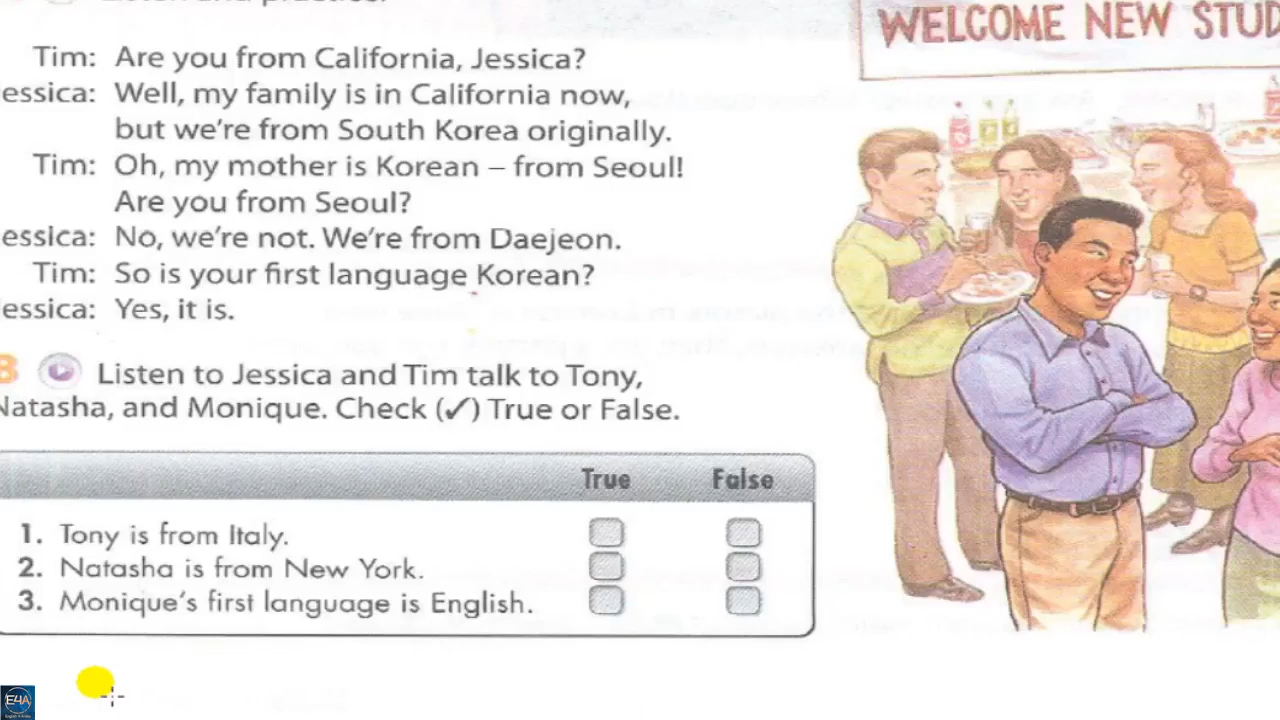 Tim: Are you from California, Jessica?
essica: Well, my family is in California now,
but we're from South Korea originally.
Tim: Oh, my mother is Korean – from Seoul!
Are you from Seoul?
essica: No, we're not. We're from Daejeon.
Tim: So is your first language Korean?
essica: Yes, it is.
B Listen to Jessica and Tim talk to Tony,
Natasha, and Monique. Check (✓) True or False.
True False
1. Tony is from Italy.
2. Natasha is from New York.
3. Monique's first language is English.
WELCOME NEW STUD
E4A